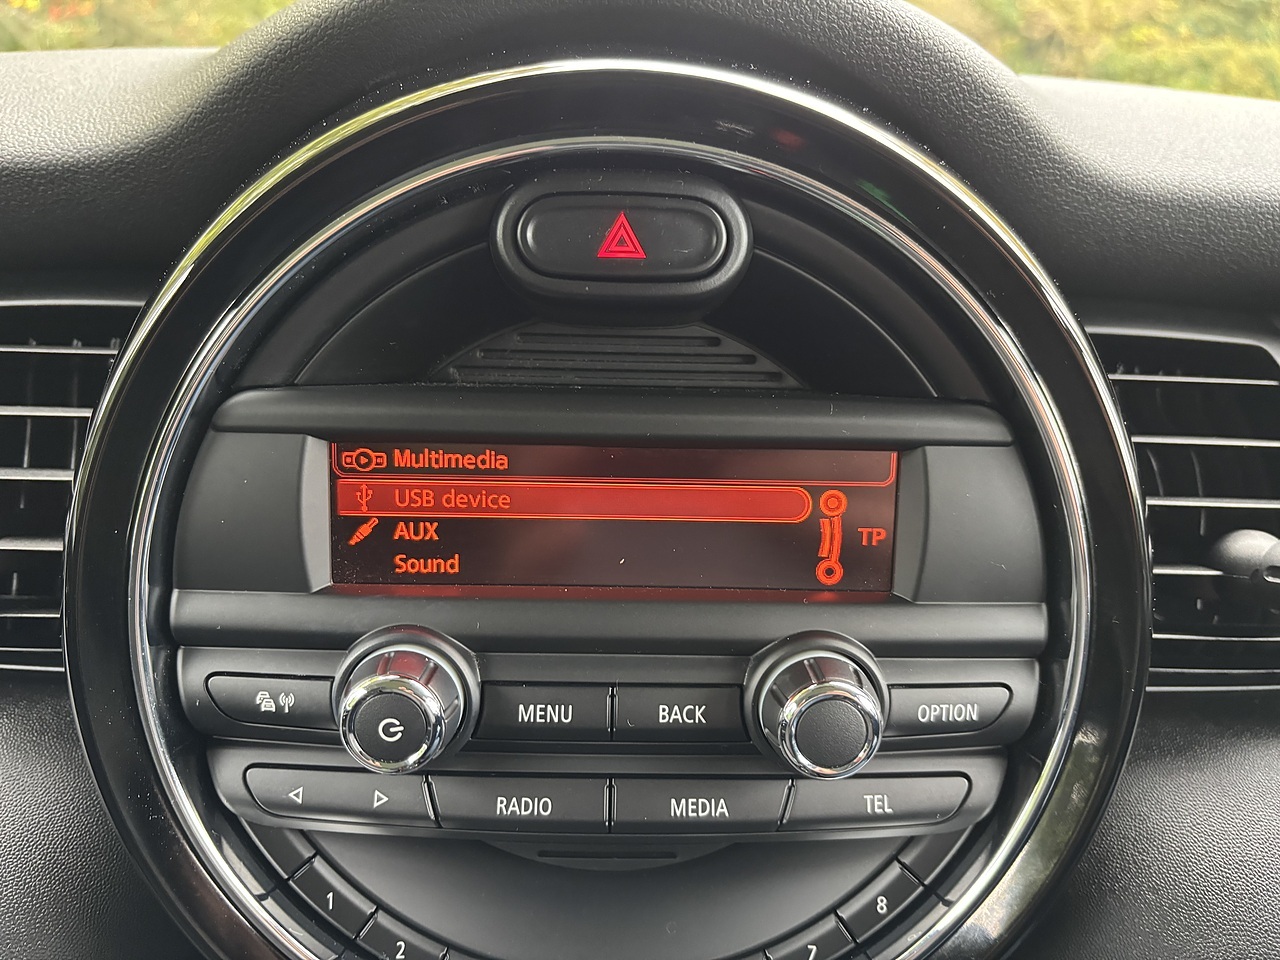 Multimedia
USB device
AUX
TP
Sound
MENU
BACK
OPTION
RADIO
MEDIA
TEL
1
8
2
7